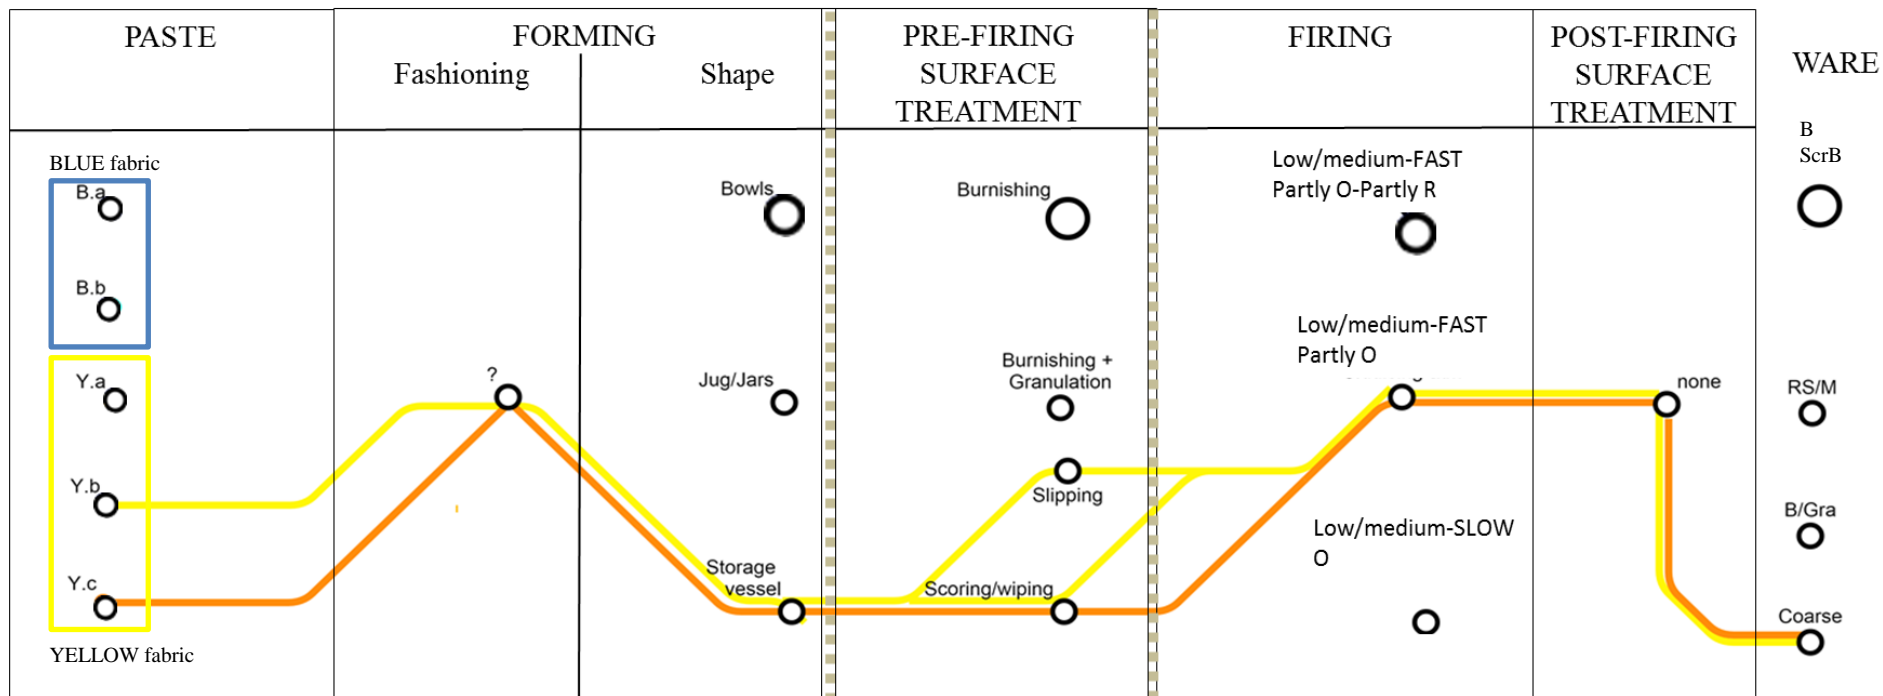 PASTE
FORMING
Fashioning
Shape
PRE-FIRING
SURFACE
TREATMENT
FIRING
POST-FIRING
SURFACE
TREATMENT
WARE
B
ScrB
BLUE fabric
B.a
B.b
Y.a
Y.b
Y.c
YELLOW fabric
?
Bowls
Jug/Jars
Storage
vessel
Burnishing
Burnishing +
Granulation
Slipping
Scoring/wiping
Low/medium-FAST
Partly O-Partly R
Low/medium-FAST
Partly O
Low/medium-SLOW
O
none
RS/M
B/Gra
Coarse